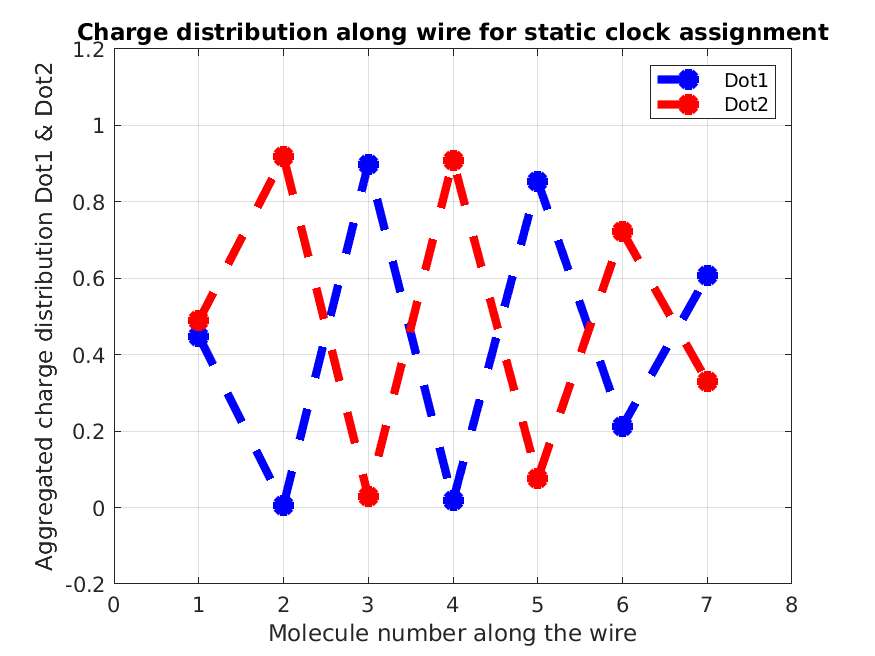 Charge distribution along wire for static clock assignment
Aggregated charge distribution Dot1 & Dot2
1.2
1
0.8
0.6
0.4
0.2
0
-0.2
Dot1
Dot2
0 1 2 3 4 5 6 7 8
Molecule number along the wire